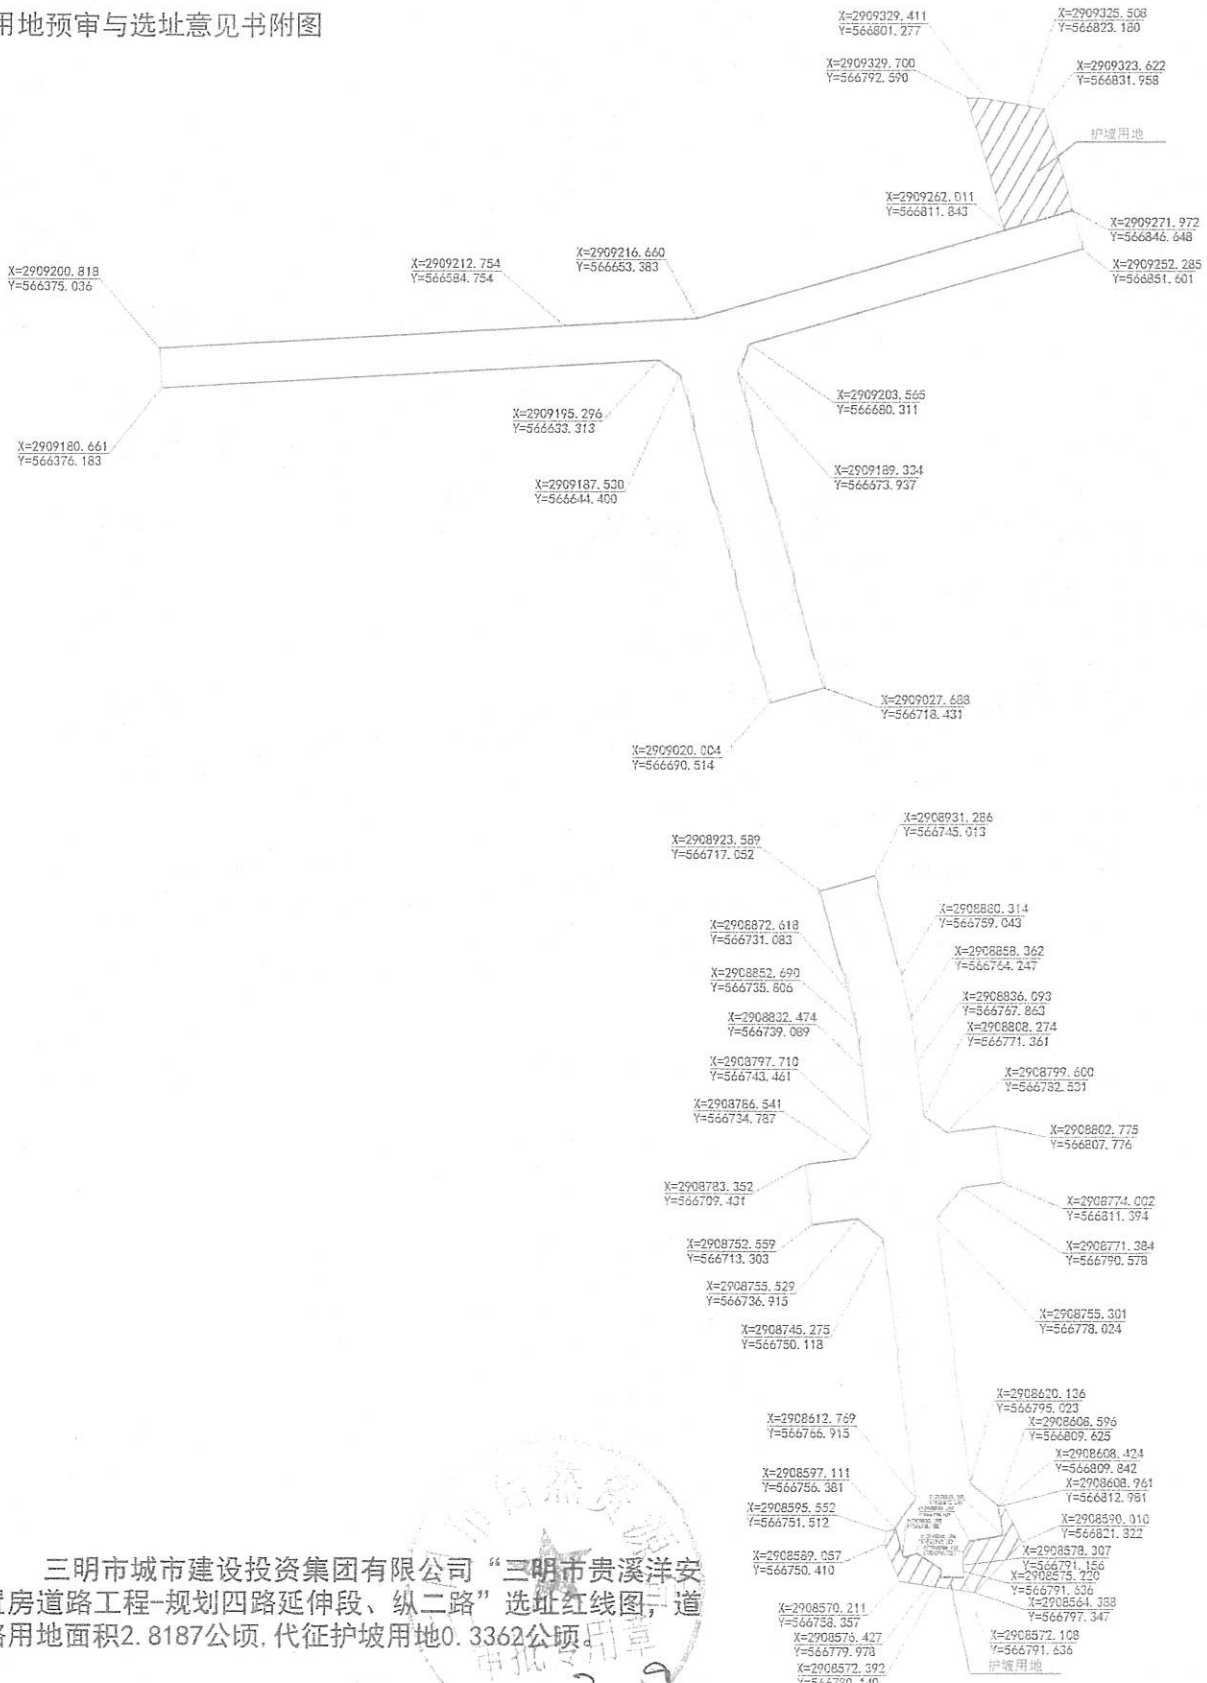 用地预审与选址意见书附图
X=2909329.411
Y=566801.277
X=2909325.508
Y=566823.180
X=2909329.700
Y=566792.590
X=2909323.622
Y=566831.958
护坡用地
X=2909262.011
Y=566811.843
X=2909271.972
Y=566846.648
X=2909252.285
Y=566851.601
X=2909216.660
Y=566653.383
X=2909212.754
Y=566584.754
X=2909200.818
Y=566375.036
X=2909203.565
Y=566680.311
X=2909195.296
Y=566633.313
X=2909180.661
Y=566376.183
X=2909189.334
Y=566673.937
X=2909187.530
Y=566644.400
X=2909027.688
Y=566718.431
X=2909020.004
Y=566690.514
X=2908931.286
Y=566745.013
X=2908923.589
Y=566717.052
X=2908880.314
Y=566759.043
X=2908872.618
Y=566731.083
X=2908858.362
Y=566764.247
X=2908852.690
Y=566735.806
X=2908836.093
Y=566767.863
X=2908832.474
Y=566739.089
X=2908808.274
Y=566771.361
X=2908797.710
Y=566743.461
X=2908799.600
Y=566782.531
X=2908786.541
Y=566734.787
X=2908802.775
Y=566807.776
X=2908783.352
Y=566709.431
X=2908774.002
Y=566811.394
X=2908752.559
Y=566713.303
X=2908771.384
Y=566790.578
X=2908755.529
Y=566736.915
X=2908755.301
Y=566778.024
X=2908745.275
Y=566750.118
X=2908620.136
Y=566795.023
X=2908612.769
Y=566766.915
X=2908608.596
Y=566809.625
X=2908608.424
Y=566809.842
X=2908597.111
Y=566756.381
X=2908608.961
Y=566812.981
X=2908595.552
Y=566751.512
X=2908590.010
Y=566821.322
X=2908589.057
Y=566750.410
X=2908578.307
Y=566791.156
X=2908575.220
Y=566791.636
X=2908564.388
Y=566797.347
X=2908570.211
Y=566758.357
X=2908576.427
Y=566779.978
X=2908572.108
Y=566791.636
X=2908572.392
护坡用地
三明市城市建设投资集团有限公司“三明市贵溪洋安
置房道路工程-规划四路延伸段、纵二路”选址红线图，道
路用地面积2.8187公顷,代征护坡用地0.3362公顷。
审批专用章